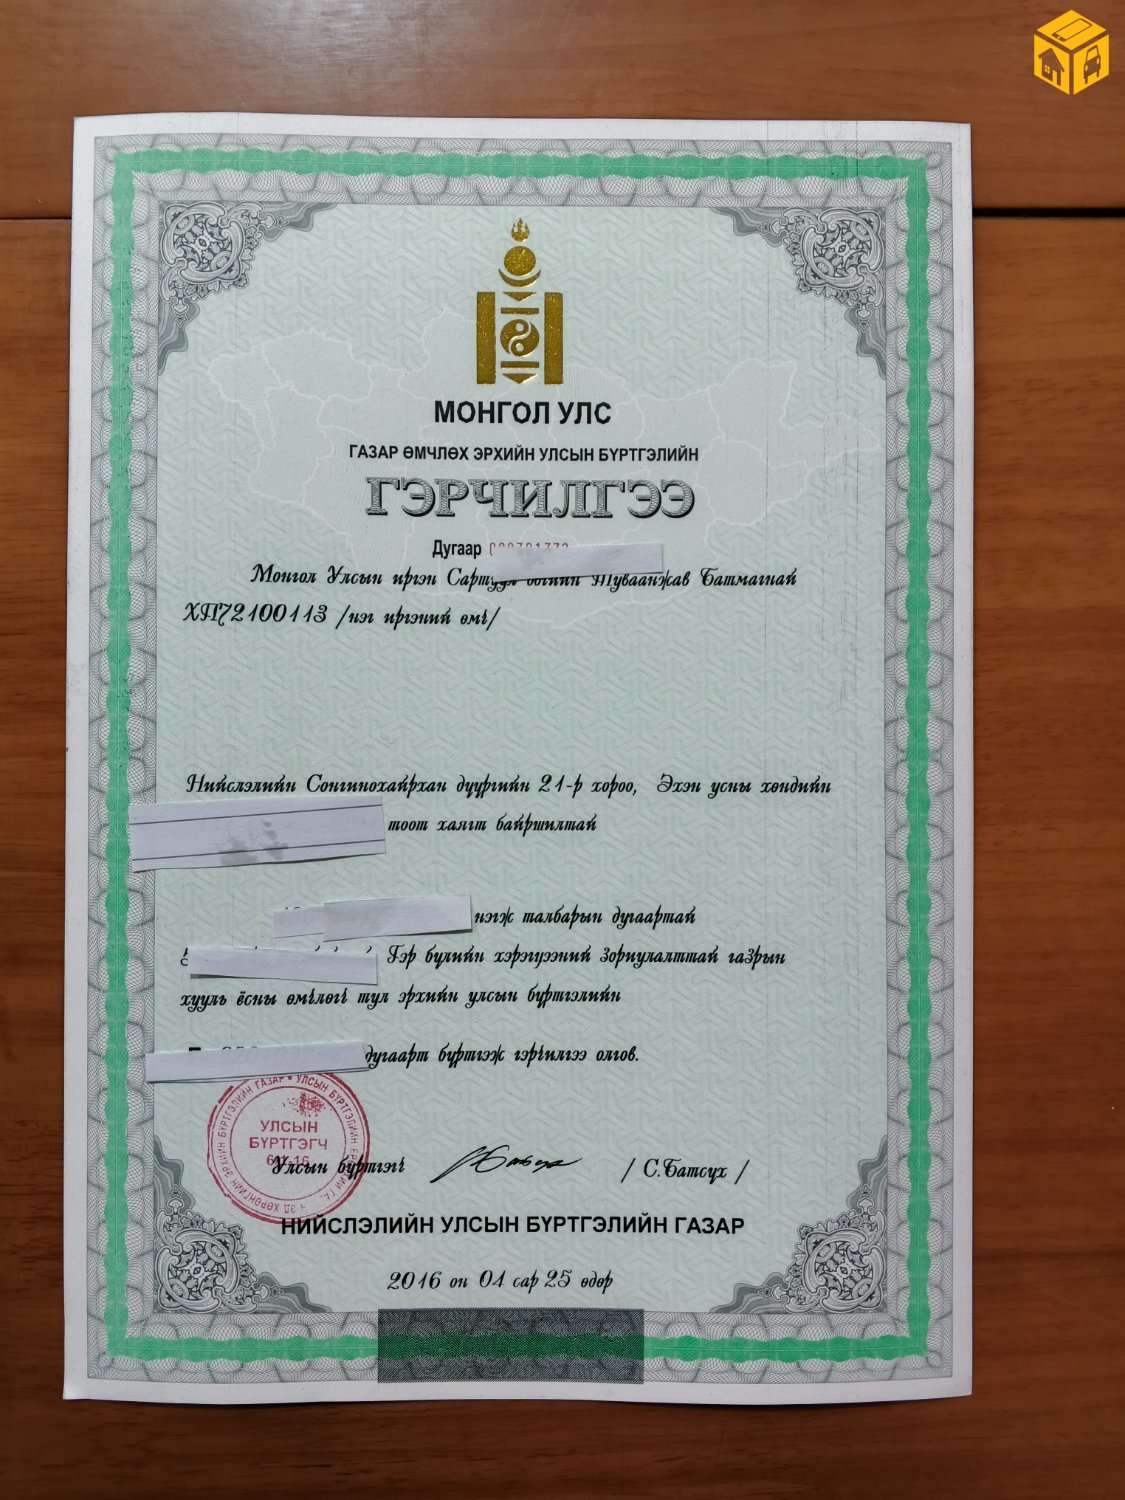 МОНГОЛ УЛС
ГАЗАР ӨМЧЛӨХ ЭРХИЙН УЛСЫН БҮРТГЭЛИЙН
ГЭРЧИЛГЭЭ
Дугаар
Монгол Улсын иргэн Сартуул овгийн Туваанжав Батмагнай
ХП72100113 /нэг иргэний өмч/
Нийслэлийн Сонгинохайрхан дүүргийн 21-р хороо, Эхэн усны хөндийн
тоот хаягт байршилтай
нэгж талбарын дугаартай
Гэр бүлийн хэрэгцээний зориулалттай газрын
хууль ёсны өмчлөгч тул эрхийн улсын бүртгэлийн
дугаарт бүртгэж гэрчилгээ олгов.
УЛСЫН
БҮРТГЭГЧ
Улсын бүртгэгч / С.Батсүх /
НИЙСЛЭЛИЙН УЛСЫН БҮРТГЭЛИЙН ГАЗАР
2016 он 04 сар 25 өдөр